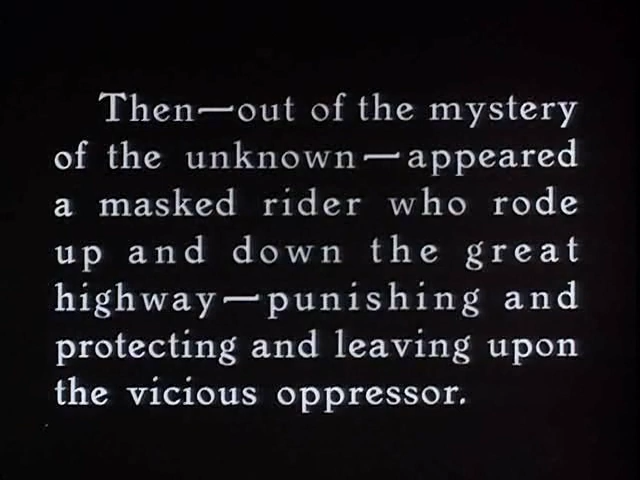 Then—out of the mystery
of the unknown—appeared
a masked rider who rode
up and down the great
highway—punishing and
protecting and leaving upon
the vicious oppressor.